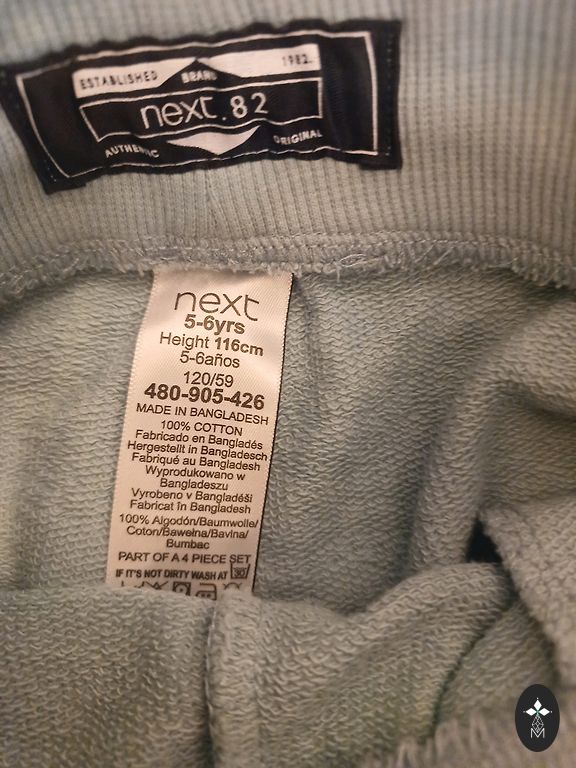 ESTABLISHED BRAND 1982.
next.82
AUTHENTIC ORIGINAL
next
5-6yrs
Height 116cm
5-6años
120/59
480-905-426
MADE IN BANGLADESH
100% COTTON
Fabricado en Bangladés
Hergestellt in Bangladesch
Fabriqué au Bangladesh
Wyprodukowano w
Bangladeszu
Vyrobeno v Bangladéši
Fabricat în Bangladesh
100% Algodón/Baumwolle/
Coton/Bawełna/Bavlna/
Bumbac
PART OF A 4 PIECE SET
IF IT'S NOT DIRTY WASH AT 30
M